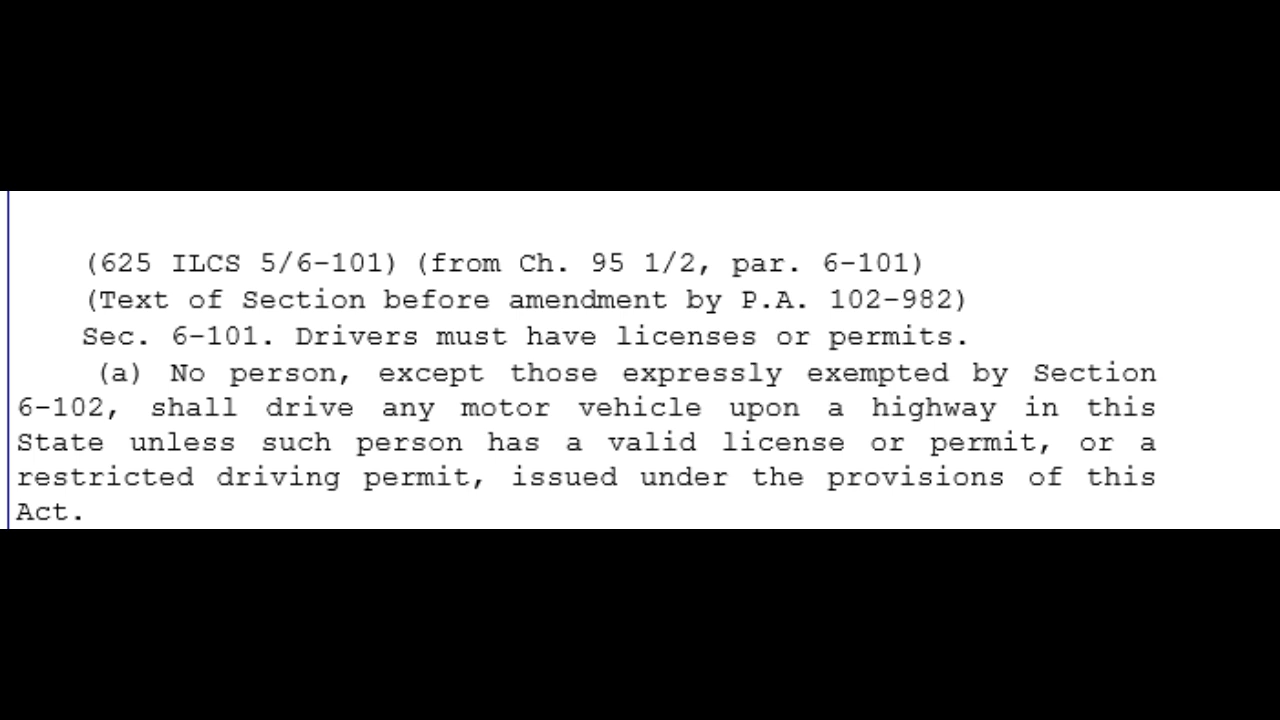 (625 ILCS 5/6-101) (from Ch. 95 1/2, par. 6-101)
(Text of Section before amendment by P.A. 102-982)
Sec. 6-101. Drivers must have licenses or permits.
(a) No person, except those expressly exempted by Section
6-102, shall drive any motor vehicle upon a highway in this
State unless such person has a valid license or permit, or a
restricted driving permit, issued under the provisions of this
Act.